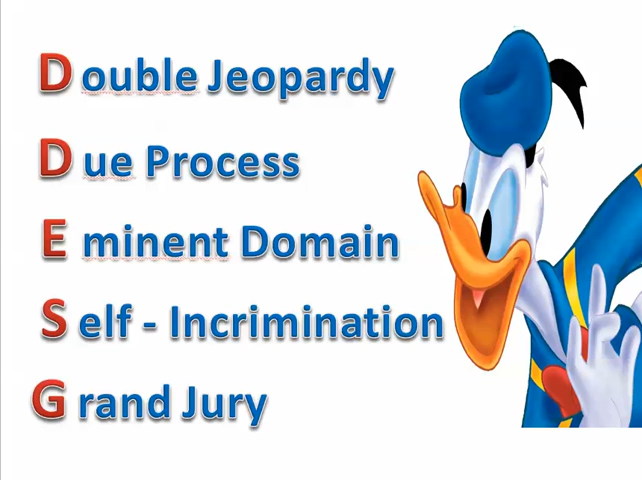 Double Jeopardy
Due Process
Eminent Domain
Self - Incrimination
Grand Jury